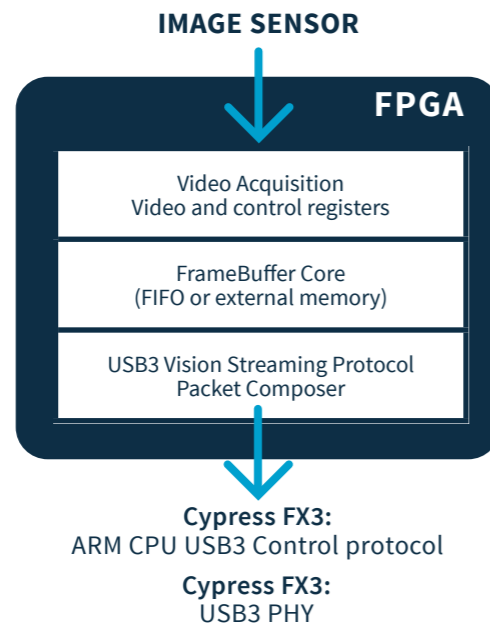 IMAGE SENSOR
FPGA
Video Acquisition
Video and control registers
FrameBuffer Core
(FIFO or external memory)
USB3 Vision Streaming Protocol
Packet Composer
Cypress FX3:
ARM CPU USB3 Control protocol
Cypress FX3:
USB3 PHY